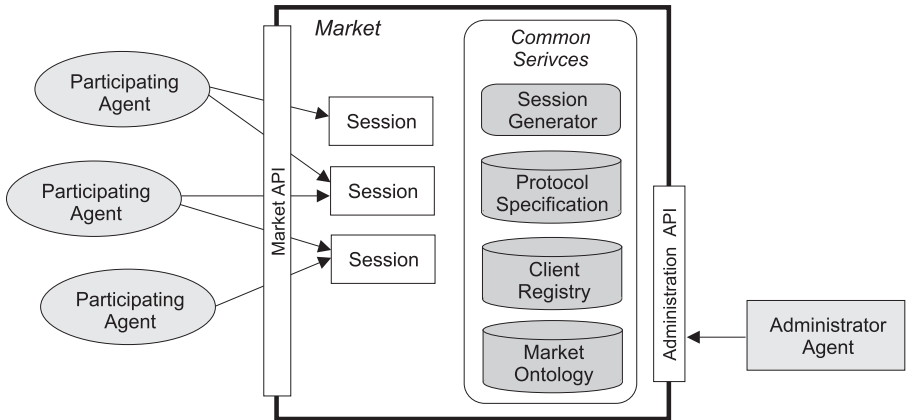 Market
Common
Serivces
Participating
Agent
Session
Generator
Session
Participating
Agent
Session
Protocol
Specification
Market API
Session
Client
Registry
Administration API
Participating
Agent
Administrator
Agent
Market
Ontology